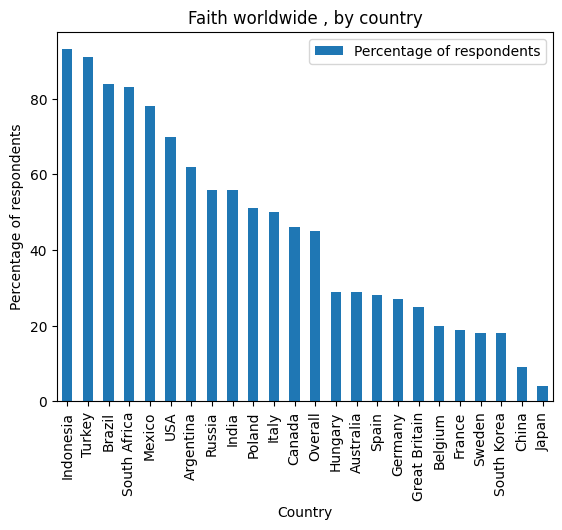 Faith worldwide , by country
Percentage of respondents
Percentage of respondents
80
60
40
20
0
Indonesia
Turkey
Brazil
South Africa
Mexico
USA
Argentina
Russia
India
Poland
Italy
Canada
Overall
Hungary
Australia
Spain
Germany
Great Britain
Belgium
France
Sweden
South Korea
China
Japan
Country